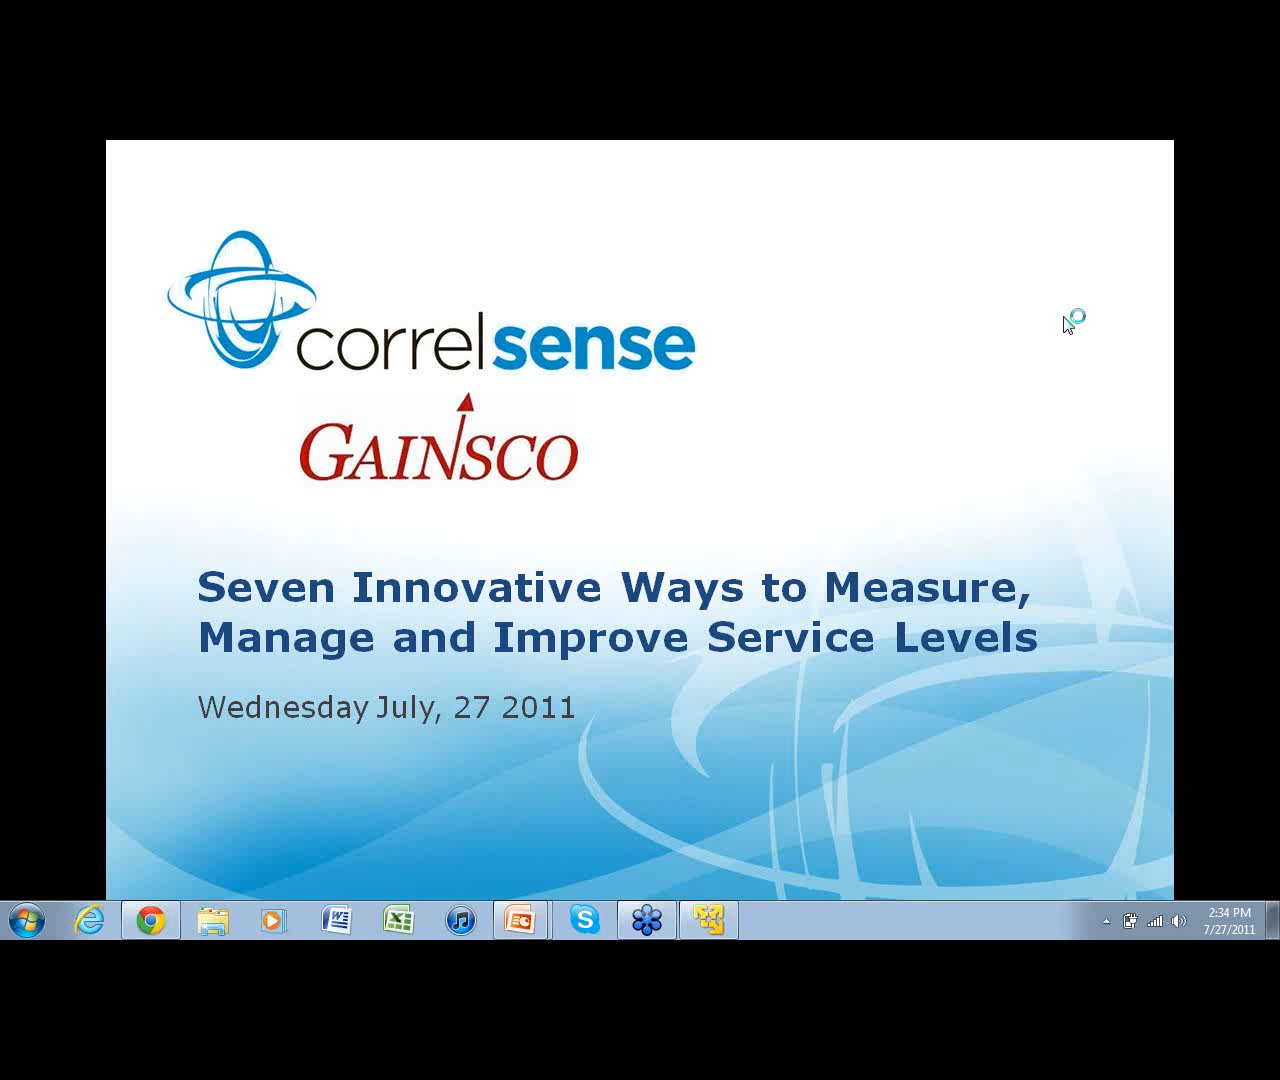 correlsense
GAINSCO
Seven Innovative Ways to Measure,
Manage and Improve Service Levels
Wednesday July, 27 2011
2:34 PM
7/27/2011